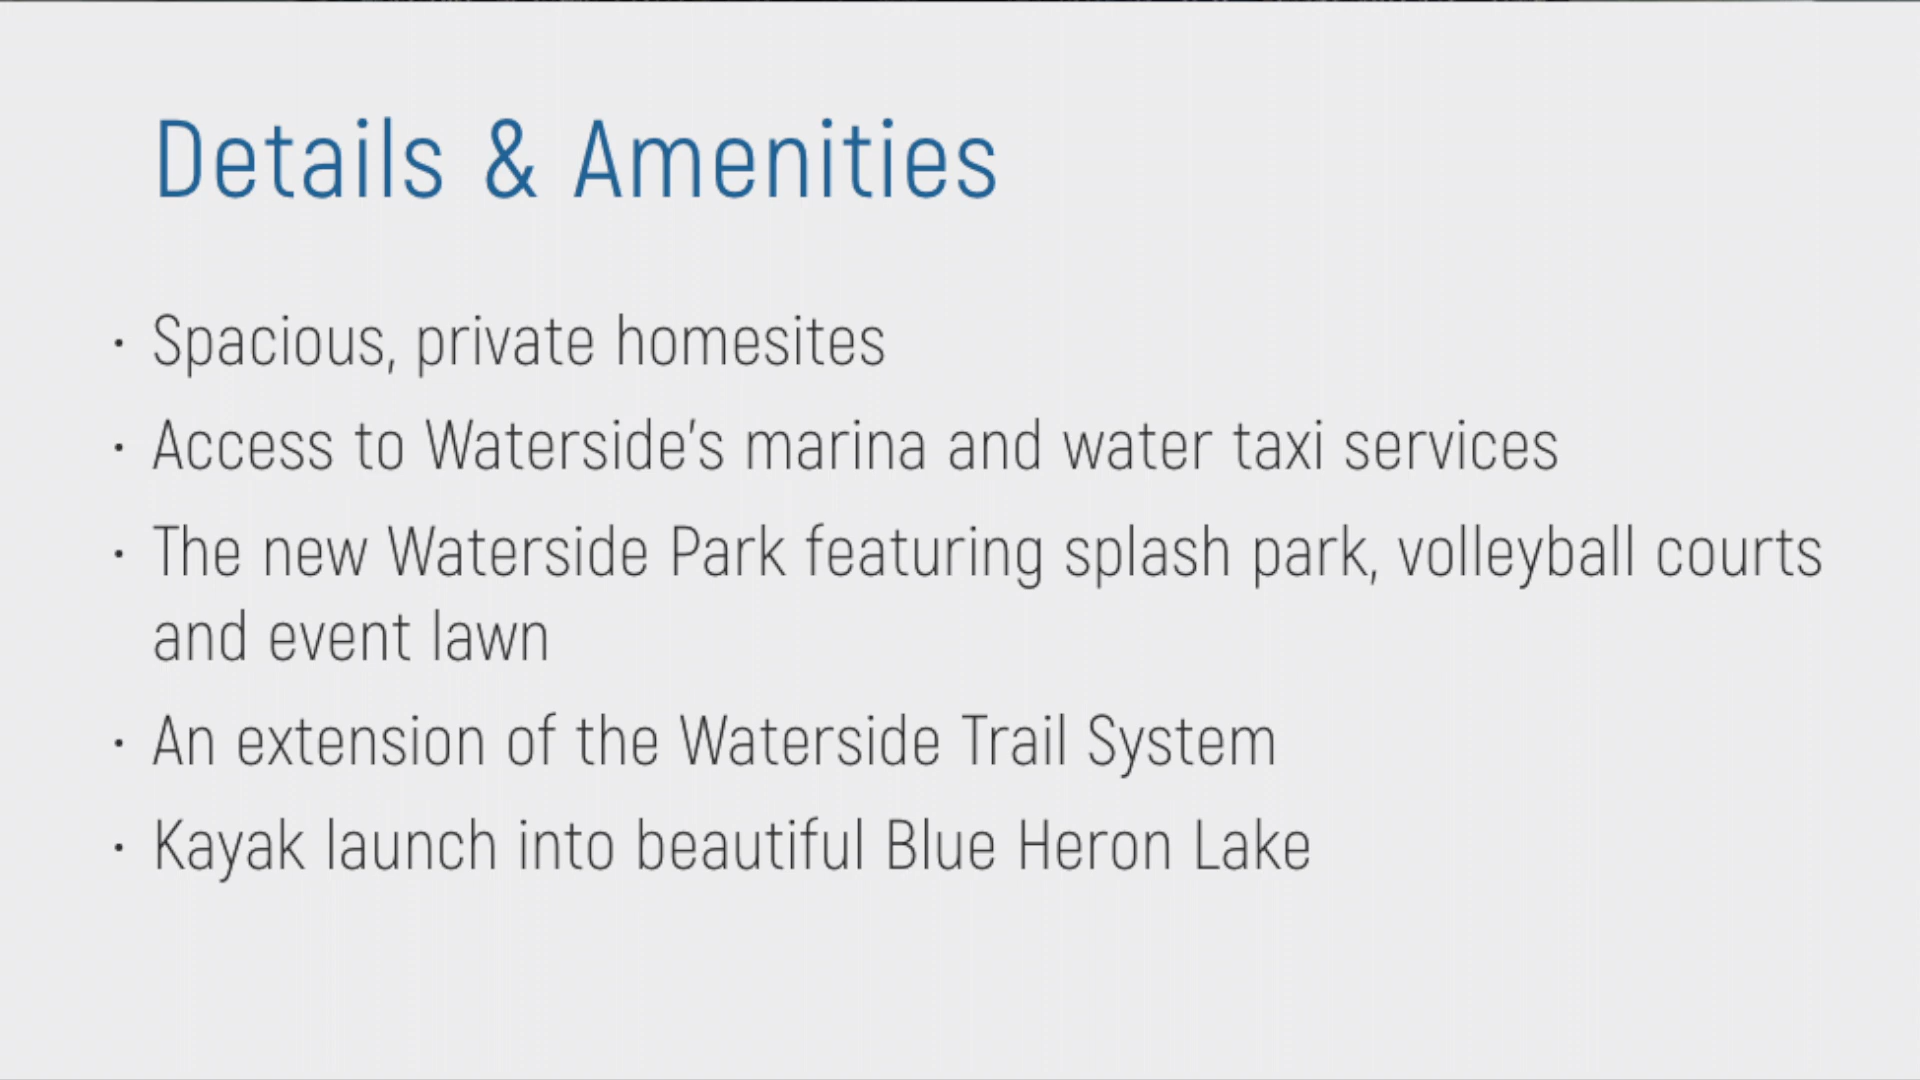 Details & Amenities
· Spacious, private homesites
· Access to Waterside's marina and water taxi services
· The new Waterside Park featuring splash park, volleyball courts
and event lawn
· An extension of the Waterside Trail System
· Kayak launch into beautiful Blue Heron Lake